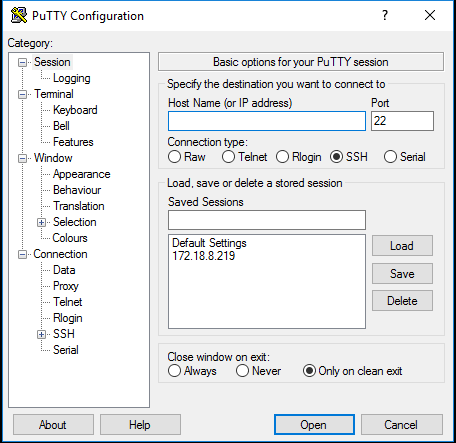 PuTTY Configuration
?
Category:
Session
Logging
Terminal
Keyboard
Bell
Features
Window
Appearance
Behaviour
Translation
Selection
Colours
Connection
Data
Proxy
Telnet
Rlogin
SSH
Serial
Basic options for your PuTTY session
Specify the destination you want to connect to
Host Name (or IP address) Port
22
Connection type:
Raw Telnet Rlogin SSH Serial
Load, save or delete a stored session
Saved Sessions
Default Settings
172.18.8.219
Load
Save
Delete
Close window on exit:
Always Never Only on clean exit
About Help Open Cancel